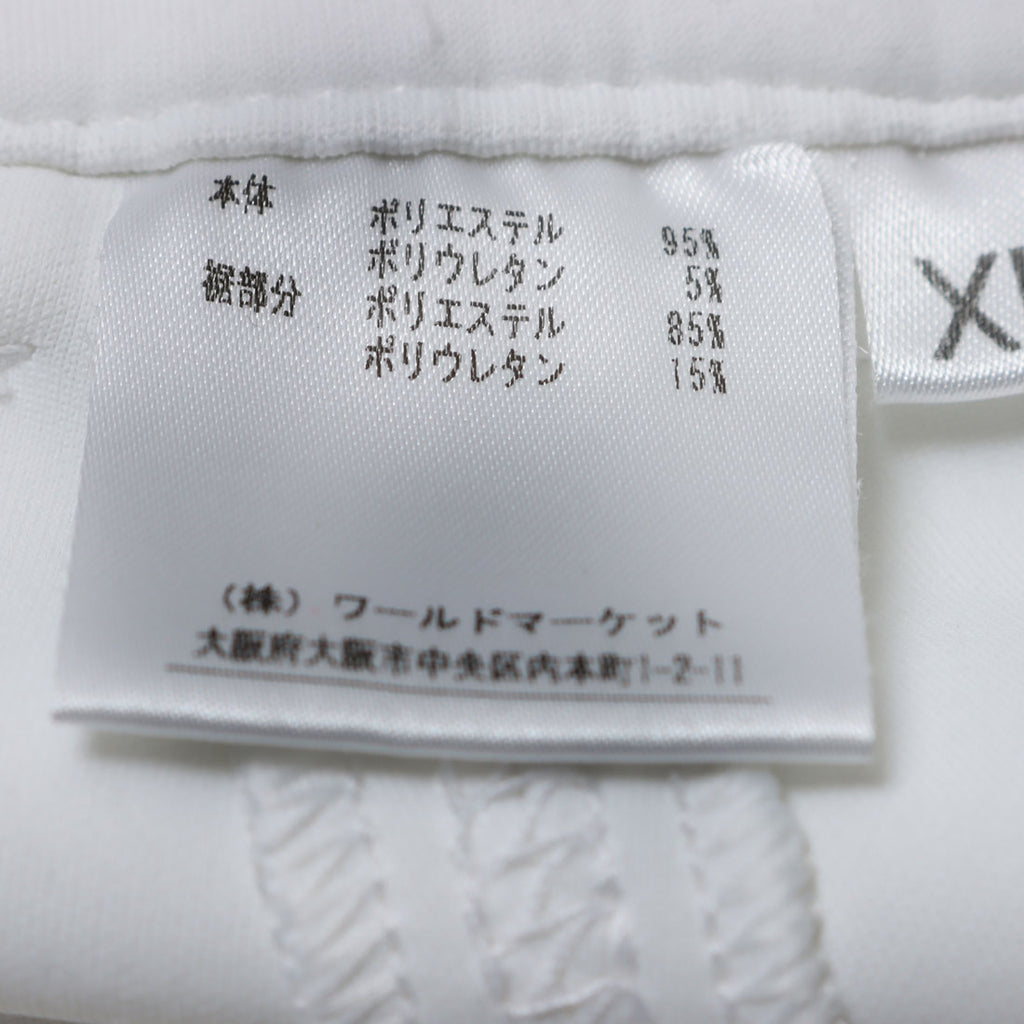 本体 ポリエステル 95%
ポリウレタン 5%
裾部分 ポリエステル 85%
ポリウレタン 15%
(株) ワールドマーケット
大阪府大阪市中央区内本町1-2-11